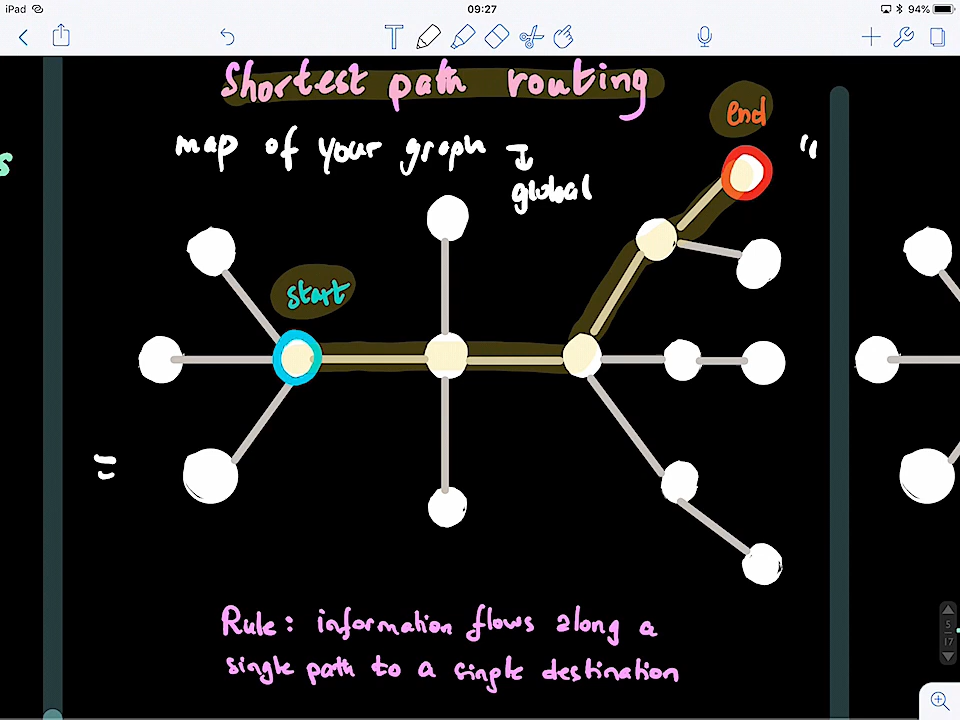 iPad
09:27
94%
Shortest path routing
end
map of your graph
global
start
Rule: information flows along a
single path to a single destination
5
17
s